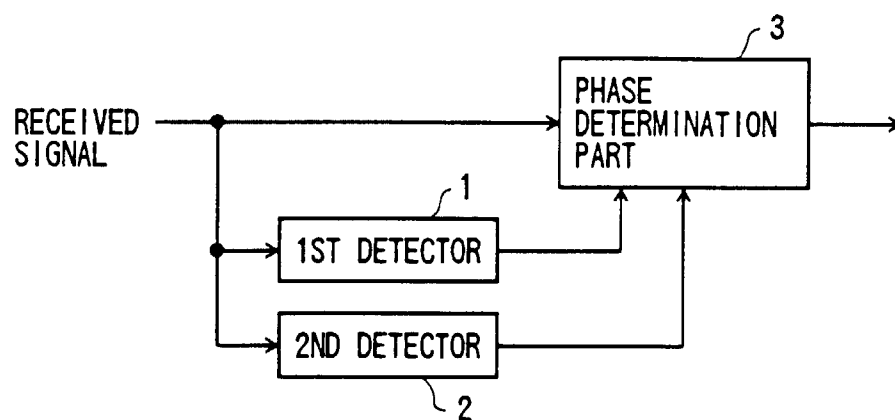 3
PHASE
DETERMINATION
PART
RECEIVED
SIGNAL
1
1ST DETECTOR
2ND DETECTOR
2